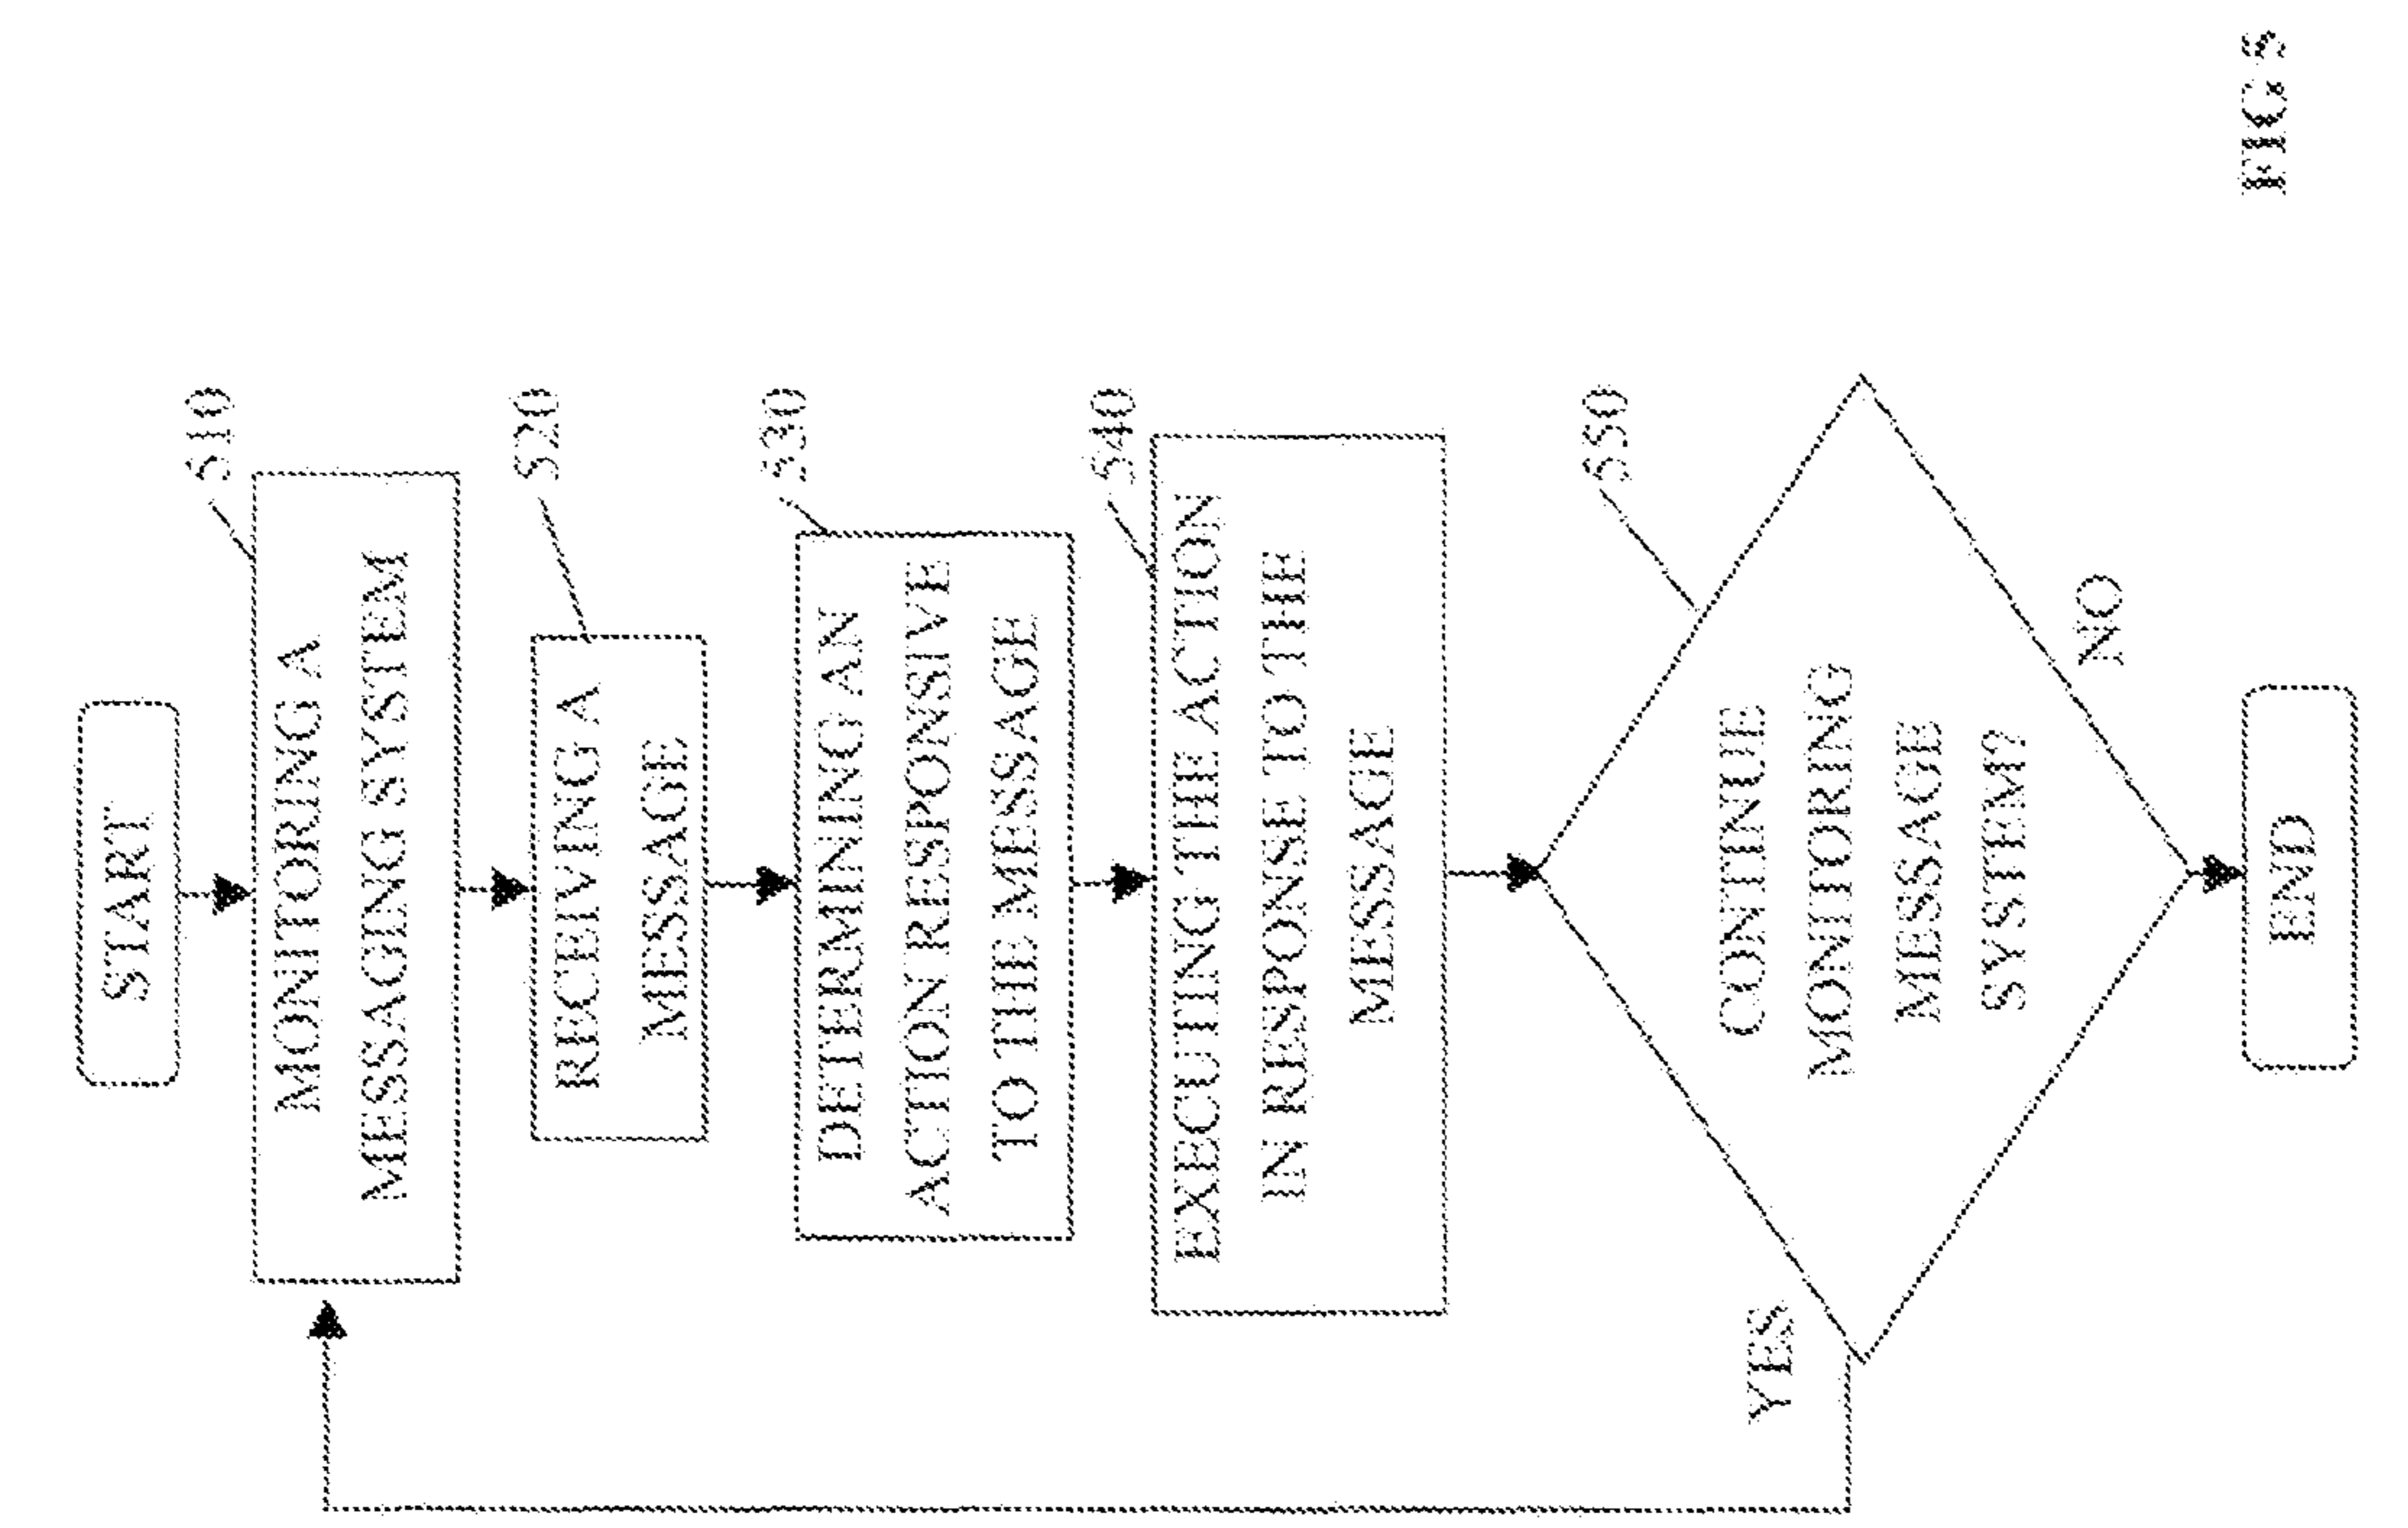 START
510
MONITORING A
MESSAGING SYSTEM
520
RECEIVING A
MESSAGE
530
DETERMINING AN
ACTION RESPONSIVE
TO THE MESSAGE
540
EXECUTING THE ACTION
IN RESPONSE TO THE
MESSAGE
550
CONTINUE
MONITORING
MESSAGE
SYSTEM?
YES
NO
END
FIG 5